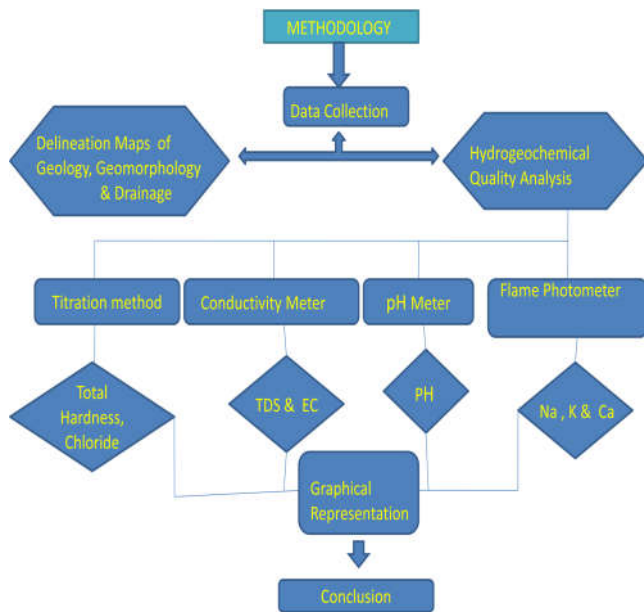 METHODOLOGY
Data Collection
Delineation Maps of
Geology, Geomorphology
& Drainage
Hydrogeochemical
Quality Analysis
Titration method
Conductivity Meter
pH Meter
Flame Photometer
Total
Hardness,
Chloride
TDS & EC
PH
Na , K & Ca
Graphical
Representation
Conclusion